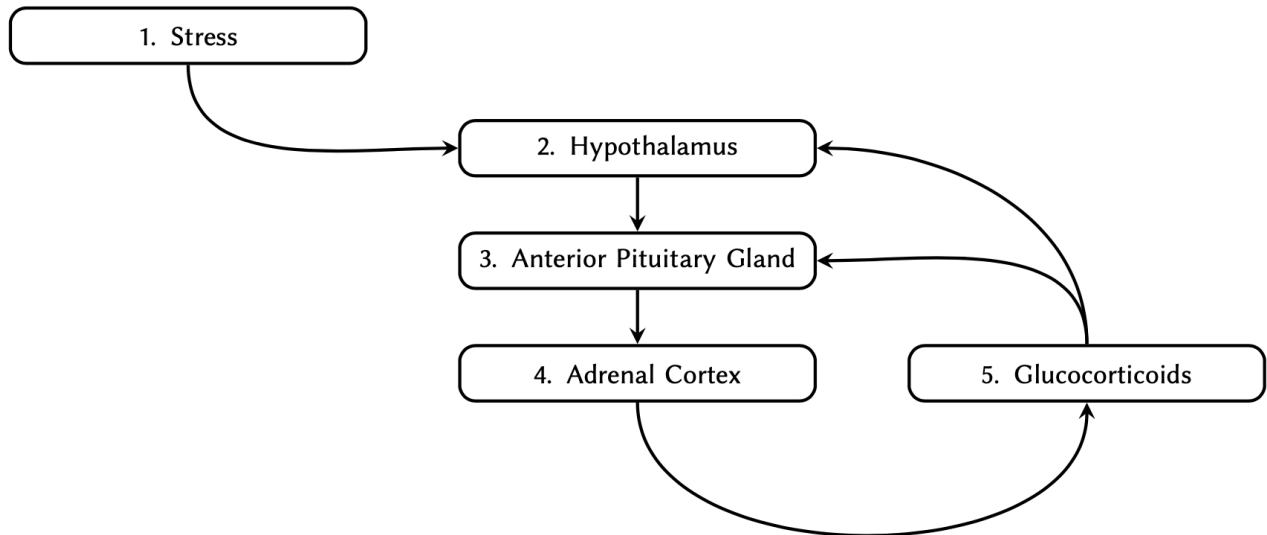 1. Stress
2. Hypothalamus
3. Anterior Pituitary Gland
4. Adrenal Cortex
5. Glucocorticoids